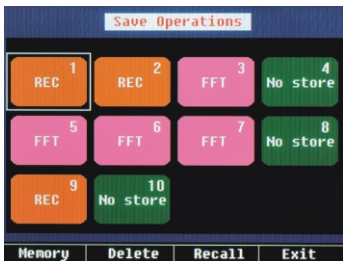 Save Operations
1 2 3 4
REC REC FFT No store
5 6 7 8
FFT FFT FFT No store
9 10
REC No store
Memory Delete Recall Exit